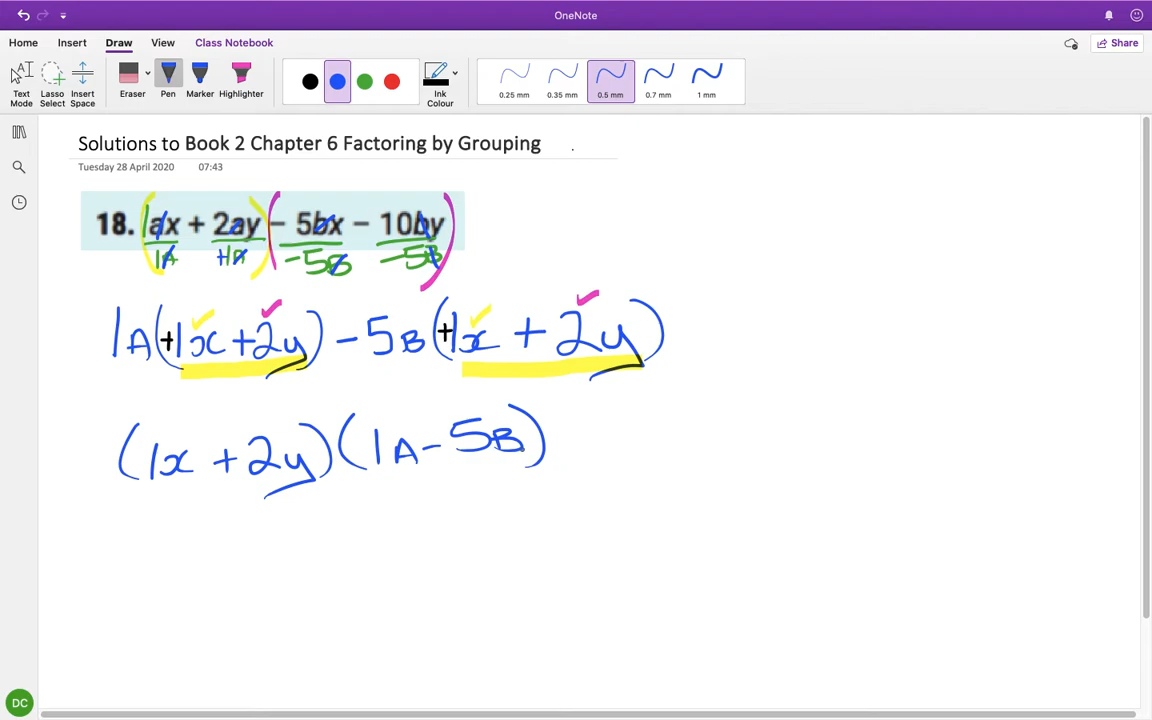 OneNote
Home Insert Draw View Class Notebook Share
Text Mode Lasso Select Insert Space Eraser Pen Marker Highlighter Ink Colour 0.25 mm 0.35 mm 0.5 mm 0.7 mm 1 mm
Solutions to Book 2 Chapter 6 Factoring by Grouping .
Tuesday 28 April 2020 07:43
18. (1ax + 2ay) (- 5bx - 10by)
1A +1A -5B -5B
1A(+1x+2y) - 5B(+1x + 2y)
(1x + 2y)(1A - 5B)
DC